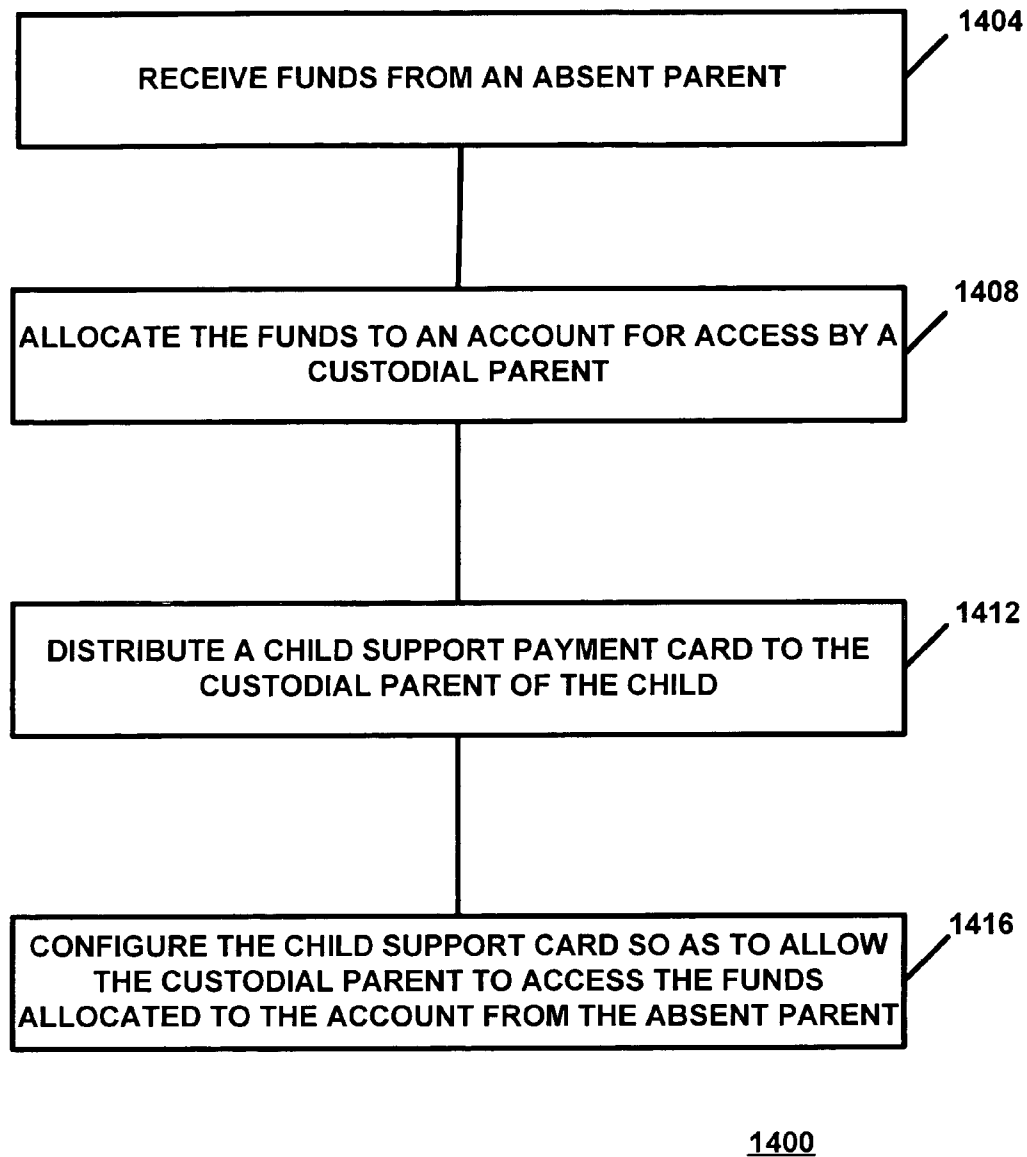 1404
RECEIVE FUNDS FROM AN ABSENT PARENT
1408
ALLOCATE THE FUNDS TO AN ACCOUNT FOR ACCESS BY A
CUSTODIAL PARENT
1412
DISTRIBUTE A CHILD SUPPORT PAYMENT CARD TO THE
CUSTODIAL PARENT OF THE CHILD
1416
CONFIGURE THE CHILD SUPPORT CARD SO AS TO ALLOW
THE CUSTODIAL PARENT TO ACCESS THE FUNDS
ALLOCATED TO THE ACCOUNT FROM THE ABSENT PARENT
1400